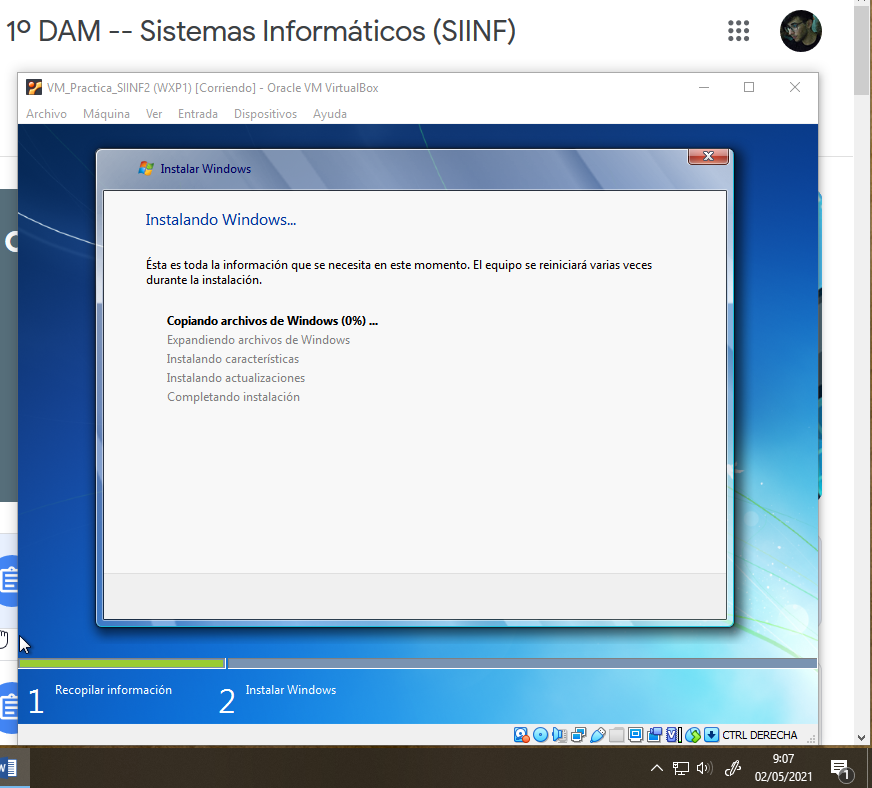 1º DAM -- Sistemas Informáticos (SIINF)
VM_Practica_SIINF2 (WXP1) [Corriendo] - Oracle VM VirtualBox
Archivo Máquina Ver Entrada Dispositivos Ayuda
Instalar Windows
Instalando Windows...
Ésta es toda la información que se necesita en este momento. El equipo se reiniciará varias veces
durante la instalación.
Copiando archivos de Windows (0%) ...
Expandiendo archivos de Windows
Instalando características
Instalando actualizaciones
Completando instalación
1 Recopilar información 2 Instalar Windows
CTRL DERECHA
9:07
02/05/2021
1